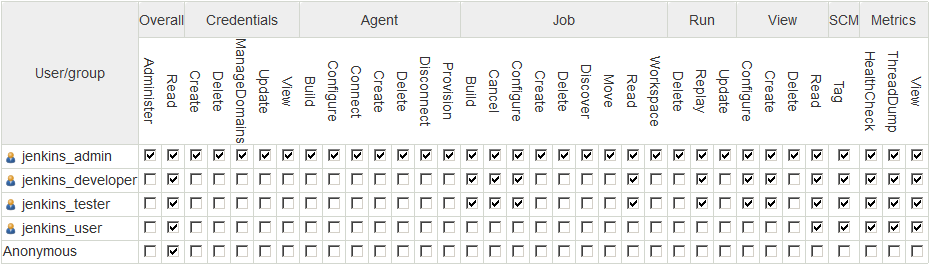 User/group Overall Credentials Agent Job Run View SCM Metrics
Administer Read Create Delete ManageDomains Update View Build Configure Connect Create Delete Disconnect Provision Build Cancel Configure Create Delete Discover Move Read Workspace Delete Replay Update Configure Create Delete Read Tag HealthCheck ThreadDump View
jenkins_admin
jenkins_developer
jenkins_tester
jenkins_user
Anonymous